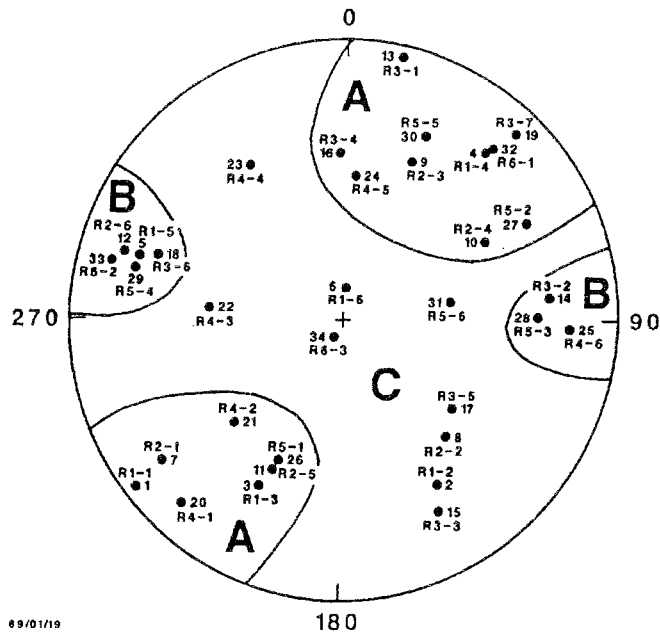 0
13
R3-1
A
R5-5
30
R3-7
19
R3-4
16
4
32
R1-4
R6-1
9
R2-3
23
R4-4
24
R4-5
B
R2-6
R1-5
12
5
18
33
R6-2
R3-6
29
R5-4
R5-2
27
R2-4
10
B
6
R1-6
31
R5-6
R3-2
14
22
R4-3
270
28
R5-3
90
25
R4-6
34
R6-3
C
R4-2
21
R3-5
17
8
R2-2
R2-1
7
R5-1
26
11
R2-5
R1-1
1
3
R1-3
R1-2
2
20
R4-1
A
15
R3-3
180
89/01/19